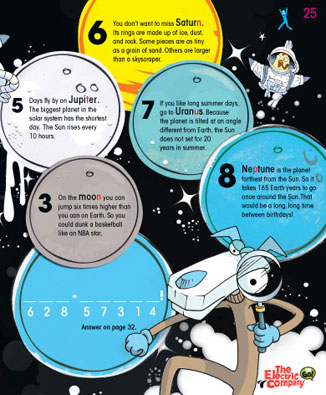 25
6
You don't want to miss Saturn.
Its rings are made up of ice, dust,
and rock. Some pieces are as tiny
as a grain of sand. Others are larger
than a skyscraper.
5
Days fly by on Jupiter.
The biggest planet in the
solar system has the shortest
day. The Sun rises every
10 hours.
7
If you like long summer days,
go to Uranus. Because
the planet is tilted at an angle
different from Earth, the Sun
does not set for 20
years in summer.
8
Neptune is the planet
farthest from the Sun. So it
takes 165 Earth years to go
once around the Sun. That
would be a long, long time
between birthdays!
3
On the moon you can
jump six times higher than
you can on Earth. So you
could dunk a basketball
like an NBA star.
_ _ _ - _ _ _ _ _ !
6 2 8 5 7 3 1 4
Answer on page 32.
The
Electric
Company
GO!